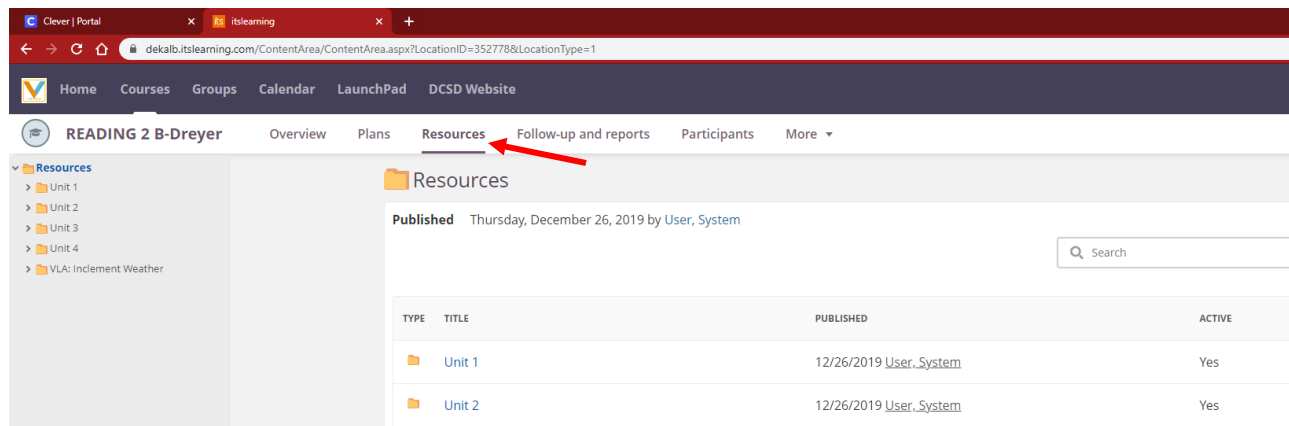 Clever | Portal
itslearning
dekalb.itslearning.com/ContentArea/ContentArea.aspx?LocationID=352778&LocationType=1
Home Courses Groups Calendar LaunchPad DCSD Website
READING 2 B-Dreyer Overview Plans Resources Follow-up and reports Participants More
Resources
Unit 1
Unit 2
Unit 3
Unit 4
VLA: Inclement Weather
Resources
Published Thursday, December 26, 2019 by User, System
Search
TYPE TITLE PUBLISHED ACTIVE
Unit 1 12/26/2019 User, System Yes
Unit 2 12/26/2019 User, System Yes